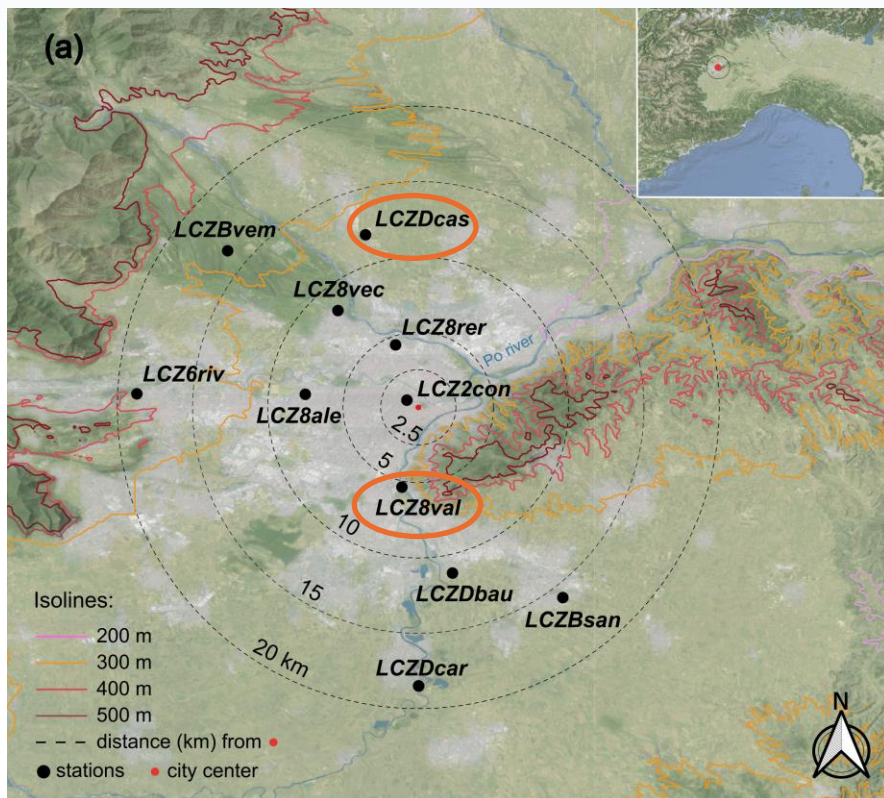 (a)
LCZDcas
LCZBvem
LCZ8vec
LCZ8rer
Po river
LCZ6riv
LCZ8ale
LCZ2con
2.5
5
LCZ8val
10
LCZDbau
15
LCZBsan
20 km
LCZDcar
Isolines:
200 m
300 m
400 m
500 m
distance (km) from
stations
city center
N